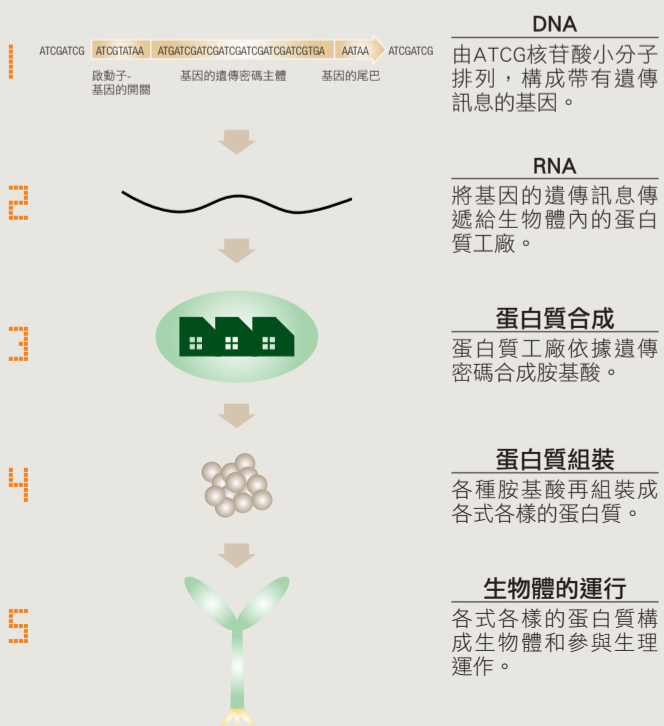 1
DNA
ATCGATCG ATCGTATAA ATGATCGATCGATCGATCGATCGATCGTGA AATAA ATCGATCG
啟動子-
基因的開關
基因的遺傳密碼主體
基因的尾巴
由ATCG核苷酸小分子
排列,構成帶有遺傳
訊息的基因。
2
RNA
將基因的遺傳訊息傳
遞給生物體內的蛋白
質工廠。
3
蛋白質合成
蛋白質工廠依據遺傳
密碼合成胺基酸。
4
蛋白質組裝
各種胺基酸再組裝成
各式各樣的蛋白質。
5
生物體的運行
各式各樣的蛋白質構
成生物體和參與生理
運作。